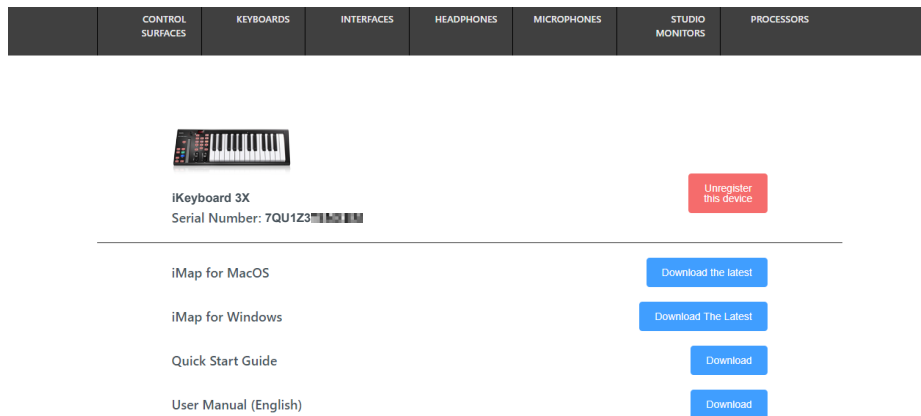 CONTROL SURFACES
KEYBOARDS
INTERFACES
HEADPHONES
MICROPHONES
STUDIO MONITORS
PROCESSORS
iKeyboard 3X
Serial Number: 7QU1Z3
Unregister this device
iMap for MacOS
Download the latest
iMap for Windows
Download The Latest
Quick Start Guide
Download
User Manual (English)
Download